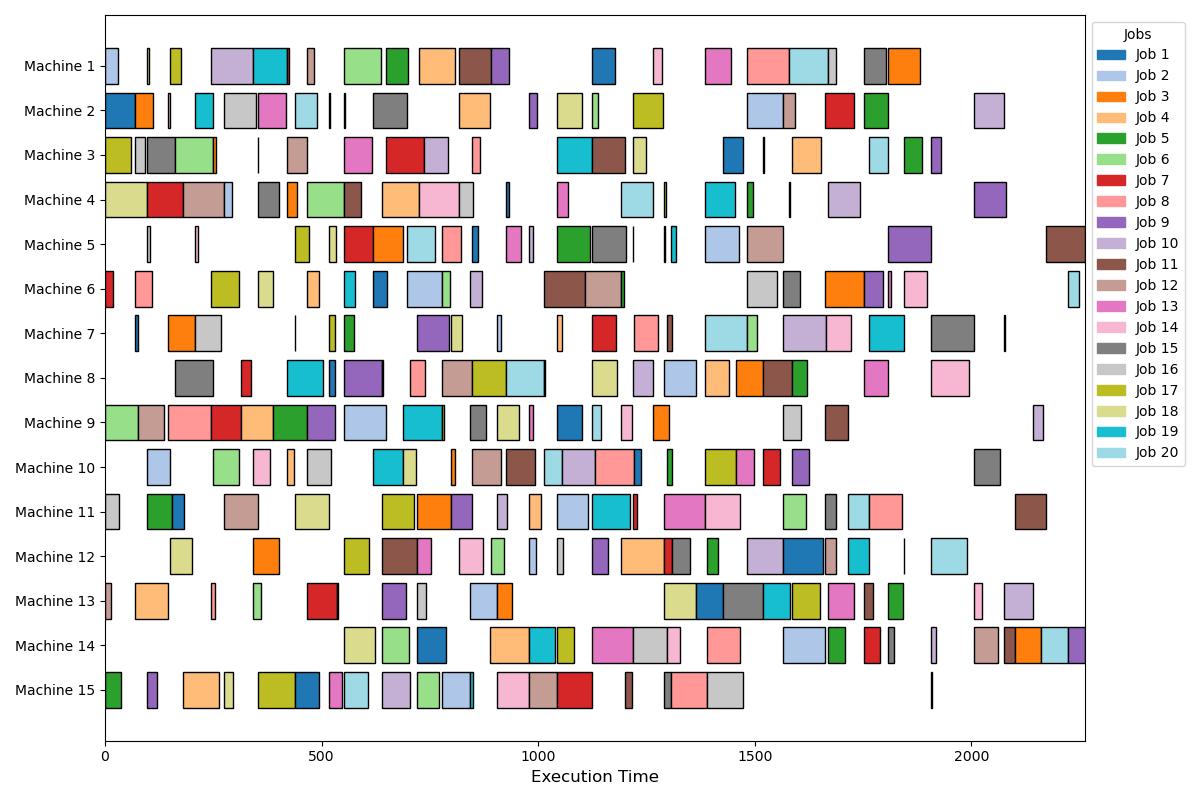 Machine 1
Machine 2
Machine 3
Machine 4
Machine 5
Machine 6
Machine 7
Machine 8
Machine 9
Machine 10
Machine 11
Machine 12
Machine 13
Machine 14
Machine 15
0 500 1000 1500 2000
Execution Time
Jobs
Job 1
Job 2
Job 3
Job 4
Job 5
Job 6
Job 7
Job 8
Job 9
Job 10
Job 11
Job 12
Job 13
Job 14
Job 15
Job 16
Job 17
Job 18
Job 19
Job 20